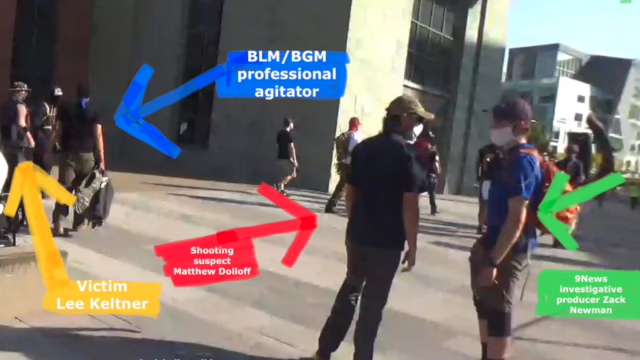 BLM/BGM
professional
agitator
Shooting
suspect
Matthew Dolloff
Victim
Lee Keltner
9News
investigative
producer Zack
Newman